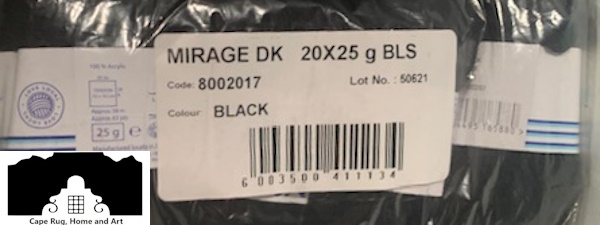 MIRAGE DK 20X25 g BLS
Code: 8002017
Lot No. : 50621
Colour BLACK
6 003500 411134
100 % Acrylic
25 g
Cape Rug, Home and Art